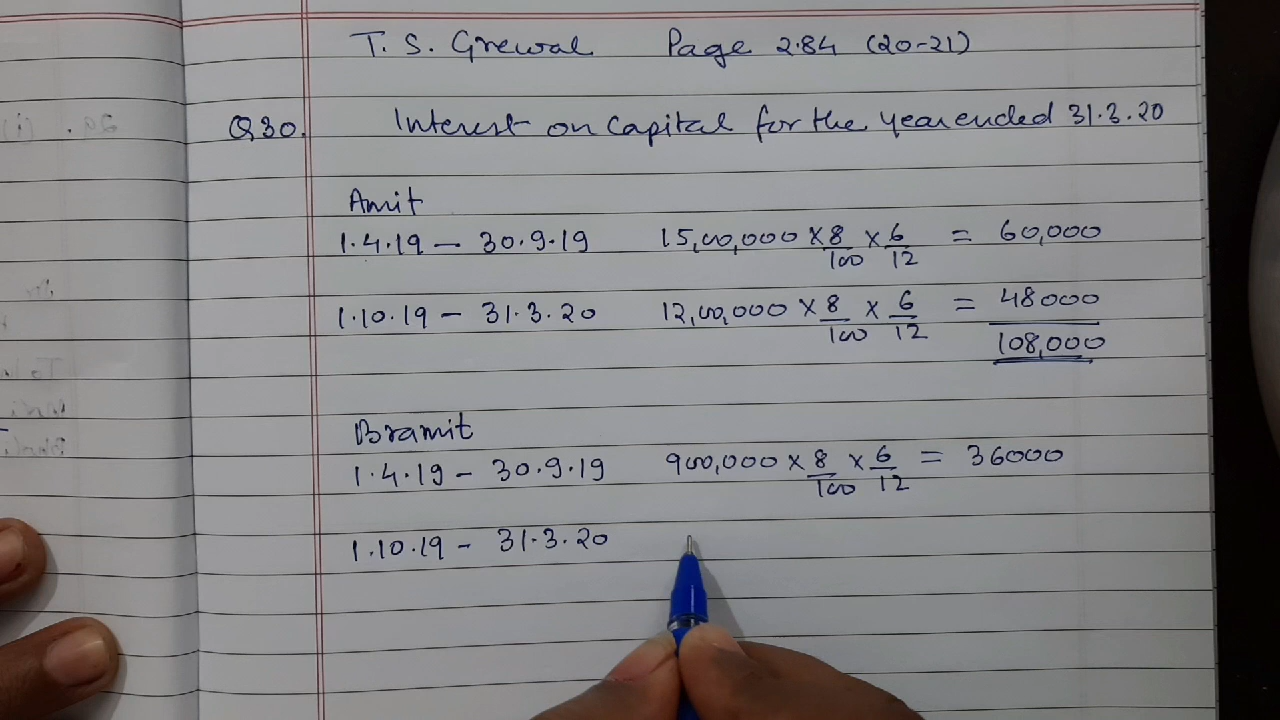 T. S. Grewal Page 2.84 (20-21)
Q30. Interest on Capital for the year ended 31.3.20
Amit
1.4.19 — 30.9.19 15,00,000 × 8/100 × 6/12 = 60,000
1.10.19 — 31.3.20 12,00,000 × 8/100 × 6/12 = 48000
108,000
Bramit
1.4.19 — 30.9.19 900,000 × 8/100 × 6/12 = 36000
1.10.19 — 31.3.20